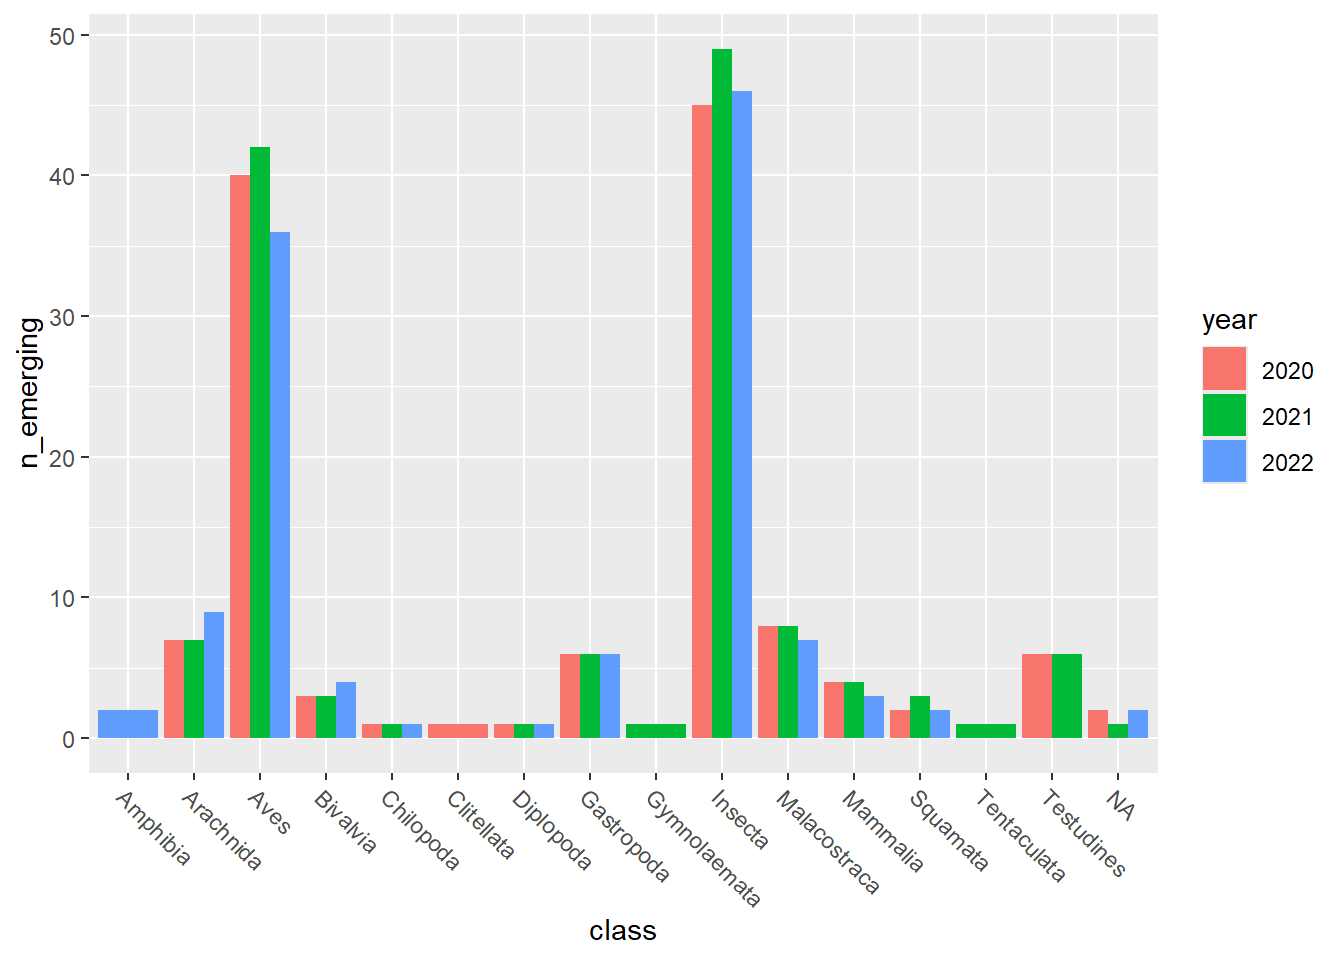 50
40
30
20
10
0
n_emerging
Amphibia
Arachnida
Aves
Bivalvia
Chilopoda
Clitellata
Diplopoda
Gastropoda
Gymnolaemata
Insecta
Malacostraca
Mammalia
Squamata
Tentaculata
Testudines
NA
class
year
2020
2021
2022